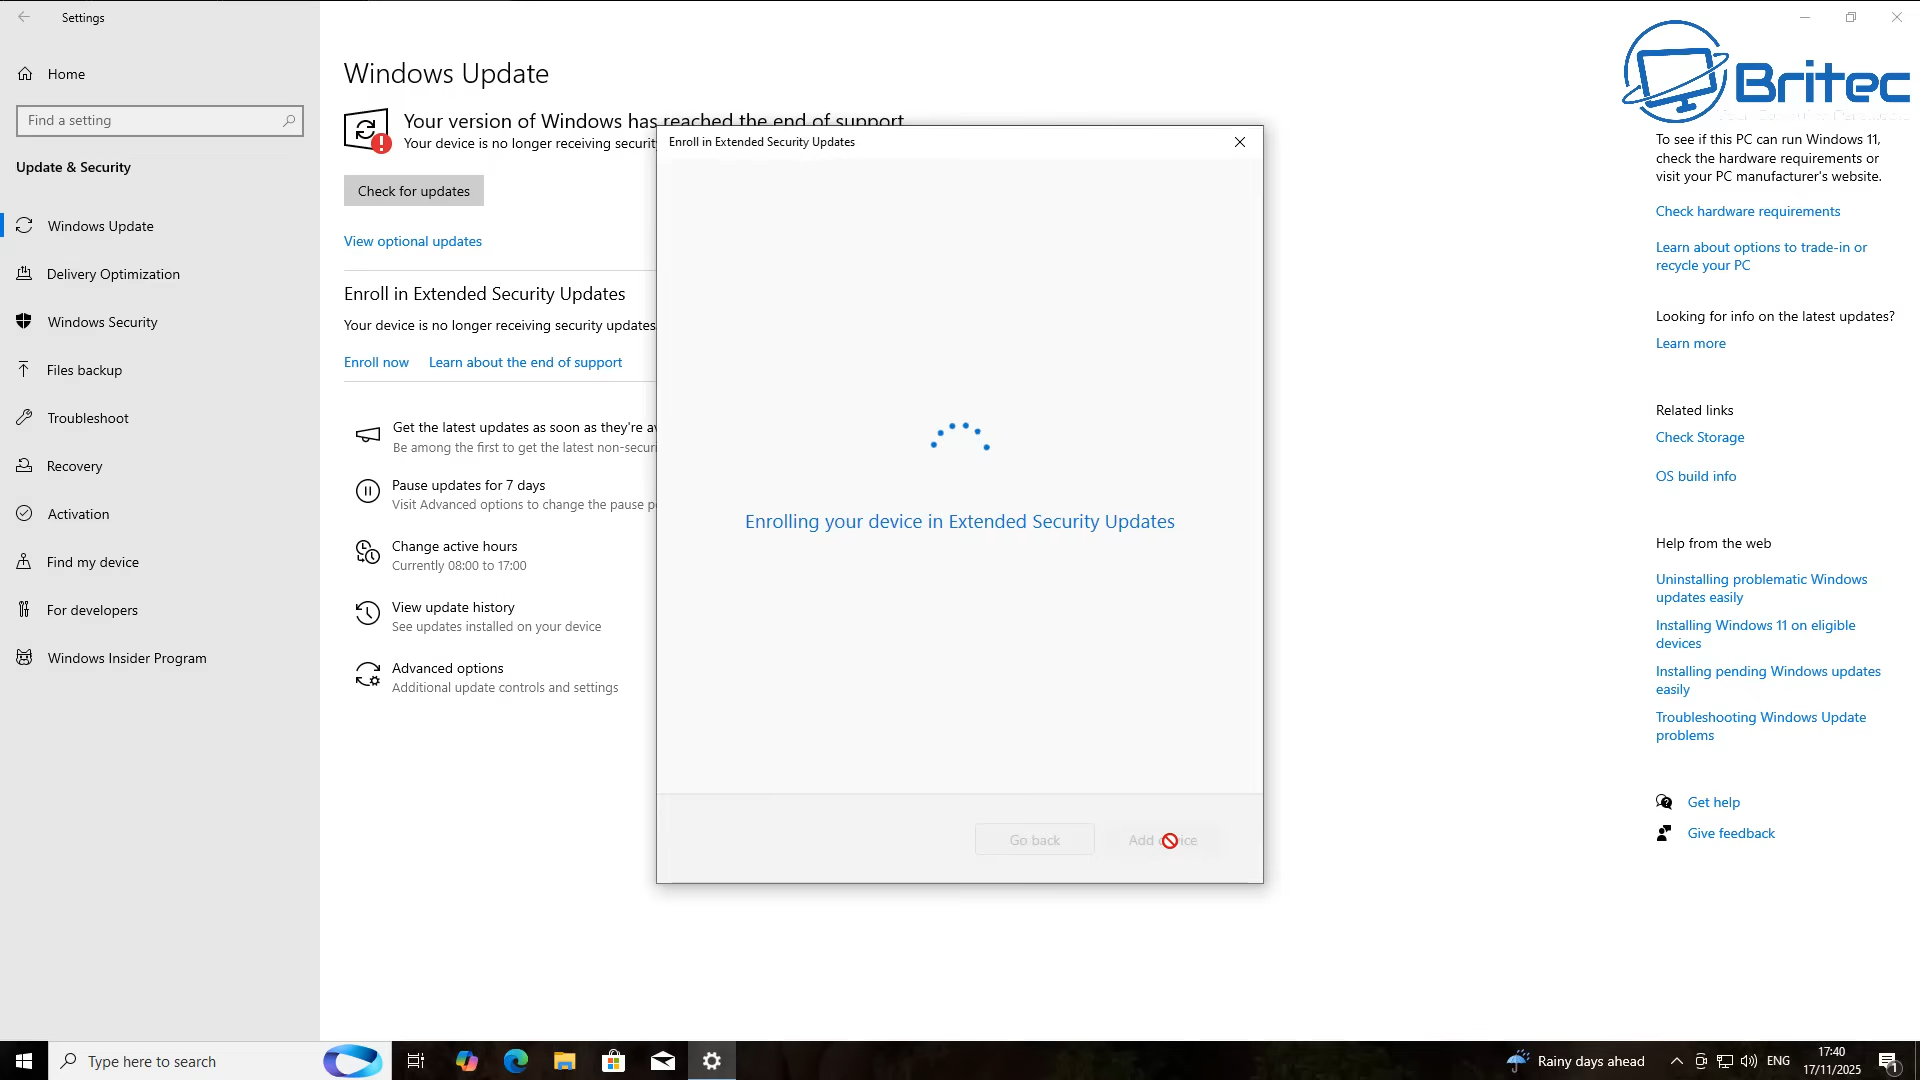 Settings
Home
Find a setting
Update & Security
Windows Update
Delivery Optimization
Windows Security
Files backup
Troubleshoot
Recovery
Activation
Find my device
For developers
Windows Insider Program
Windows Update
Your version of Windows has reached the end of support
Your device is no longer receiving securit
Check for updates
View optional updates
Enroll in Extended Security Updates
Your device is no longer receiving security updates
Enroll now Learn about the end of support
Get the latest updates as soon as they're av
Be among the first to get the latest non-securi
Pause updates for 7 days
Visit Advanced options to change the pause p
Change active hours
Currently 08:00 to 17:00
View update history
See updates installed on your device
Advanced options
Additional update controls and settings
Enroll in Extended Security Updates
Enrolling your device in Extended Security Updates
Go back Add device
Britec
To see if this PC can run Windows 11,
check the hardware requirements or
visit your PC manufacturer's website.
Check hardware requirements
Learn about options to trade-in or
recycle your PC
Looking for info on the latest updates?
Learn more
Related links
Check Storage
OS build info
Help from the web
Uninstalling problematic Windows
updates easily
Installing Windows 11 on eligible
devices
Installing pending Windows updates
easily
Troubleshooting Windows Update
problems
Get help
Give feedback
Type here to search
Rainy days ahead
ENG
17:40
17/11/2025
1